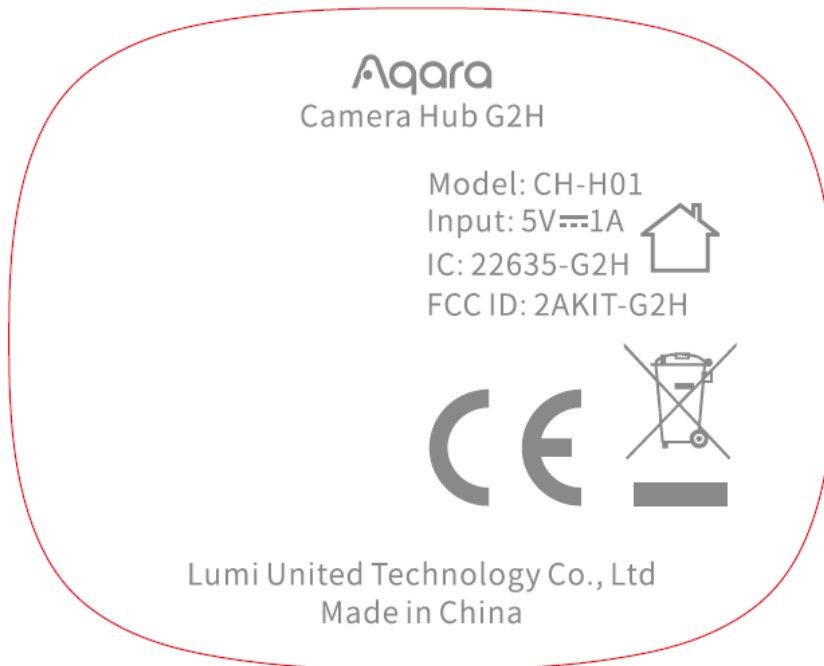 Aqara
Camera Hub G2H
Model: CH-H01
Input: 5V⎓1A
IC: 22635-G2H
FCC ID: 2AKIT-G2H
CE
Lumi United Technology Co., Ltd
Made in China